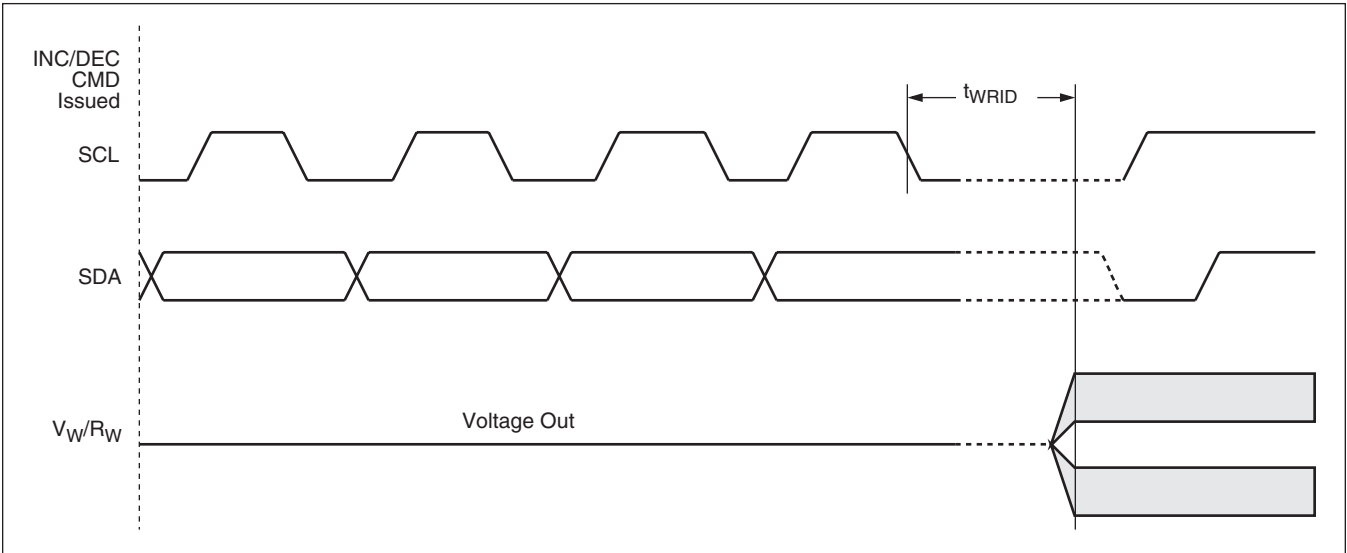 INC/DEC
CMD
Issued
tWRID
SCL
SDA
Voltage Out
VW/RW